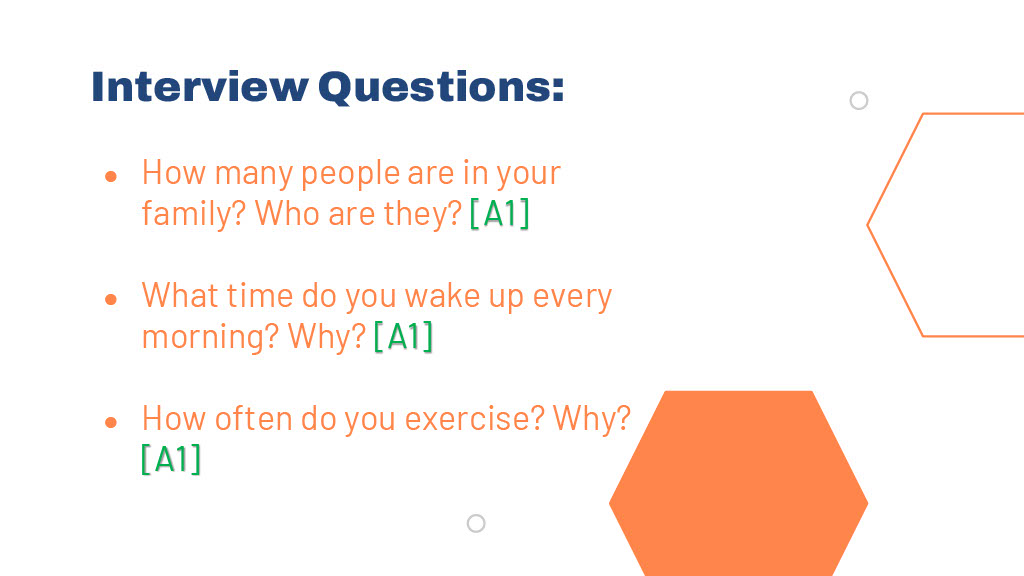 Interview Questions:
● How many people are in your
family? Who are they? [A1]
● What time do you wake up every
morning? Why? [A1]
● How often do you exercise? Why?
[A1]